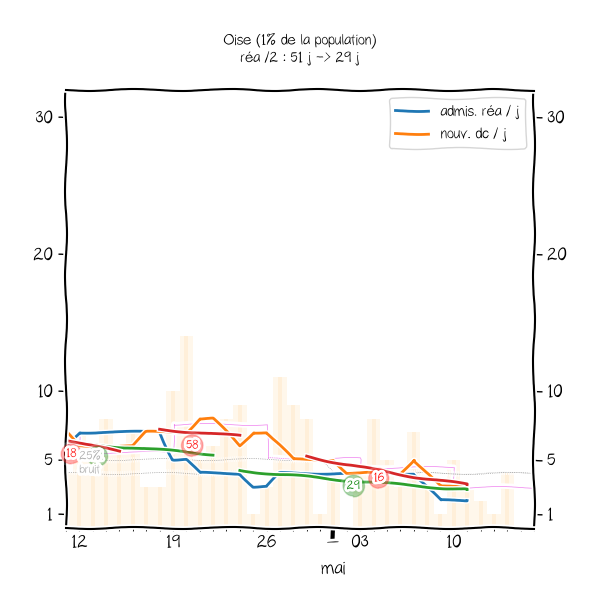 Oise (1% de la population)
réa /2 : 51 j -> 29 j
admis. réa / j
nouv. dc / j
30 30
20 20
10 10
5 5
1 1
58
18 25%
bruit
16
29
12 19 26 03 10
mai